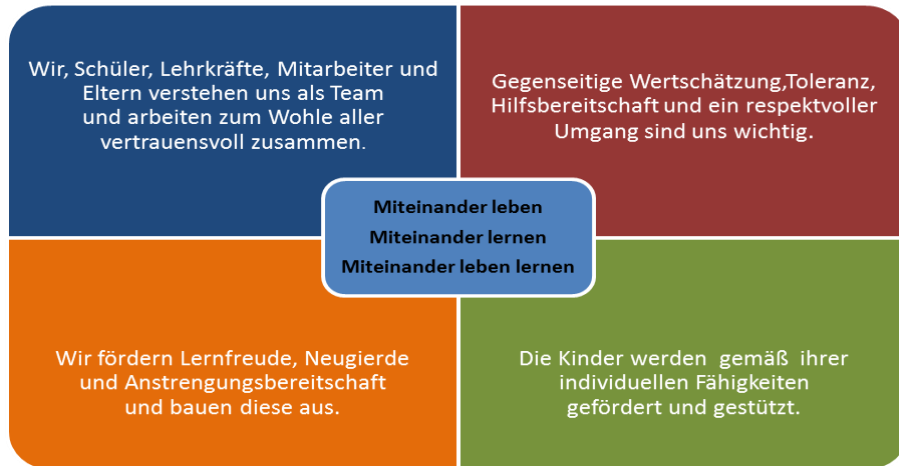 Wir, Schüler, Lehrkräfte, Mitarbeiter und
Eltern verstehen uns als Team
und arbeiten zum Wohle aller
vertrauensvoll zusammen.
Gegenseitige Wertschätzung,Toleranz,
Hilfsbereitschaft und ein respektvoller
Umgang sind uns wichtig.
Miteinander leben
Miteinander lernen
Miteinander leben lernen
Wir fördern Lernfreude, Neugierde
und Anstrengungsbereitschaft
und bauen diese aus.
Die Kinder werden gemäß ihrer
individuellen Fähigkeiten
gefördert und gestützt.